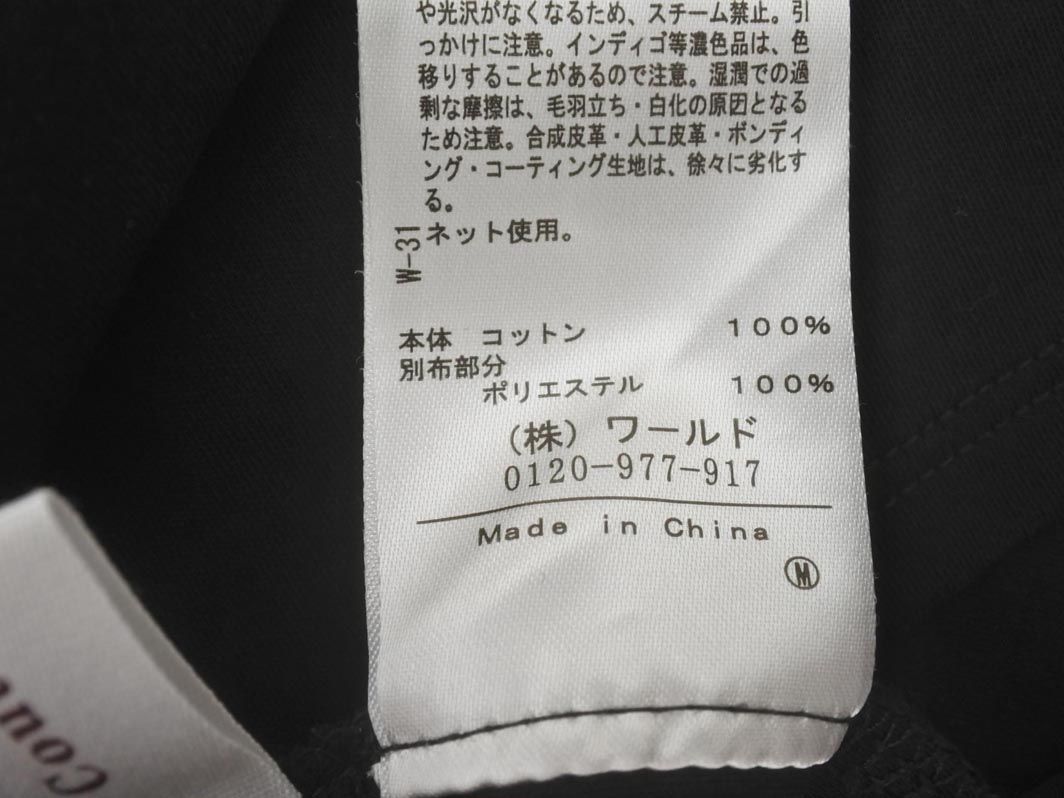 や光沢がなくなるため、スチーム禁止。引
っかけに注意。インディゴ等濃色品は、色
移りすることがあるので注意。湿潤での過
剰な摩擦は、毛羽立ち・白化の原因となる
ため注意。合成皮革・人工皮革・ボンディ
ング・コーティング生地は、徐々に劣化す
る。
W-31
ネット使用。
本体 コットン 100%
別布部分
ポリエステル 100%
(株) ワールド
0120-977-917
Made in China
M